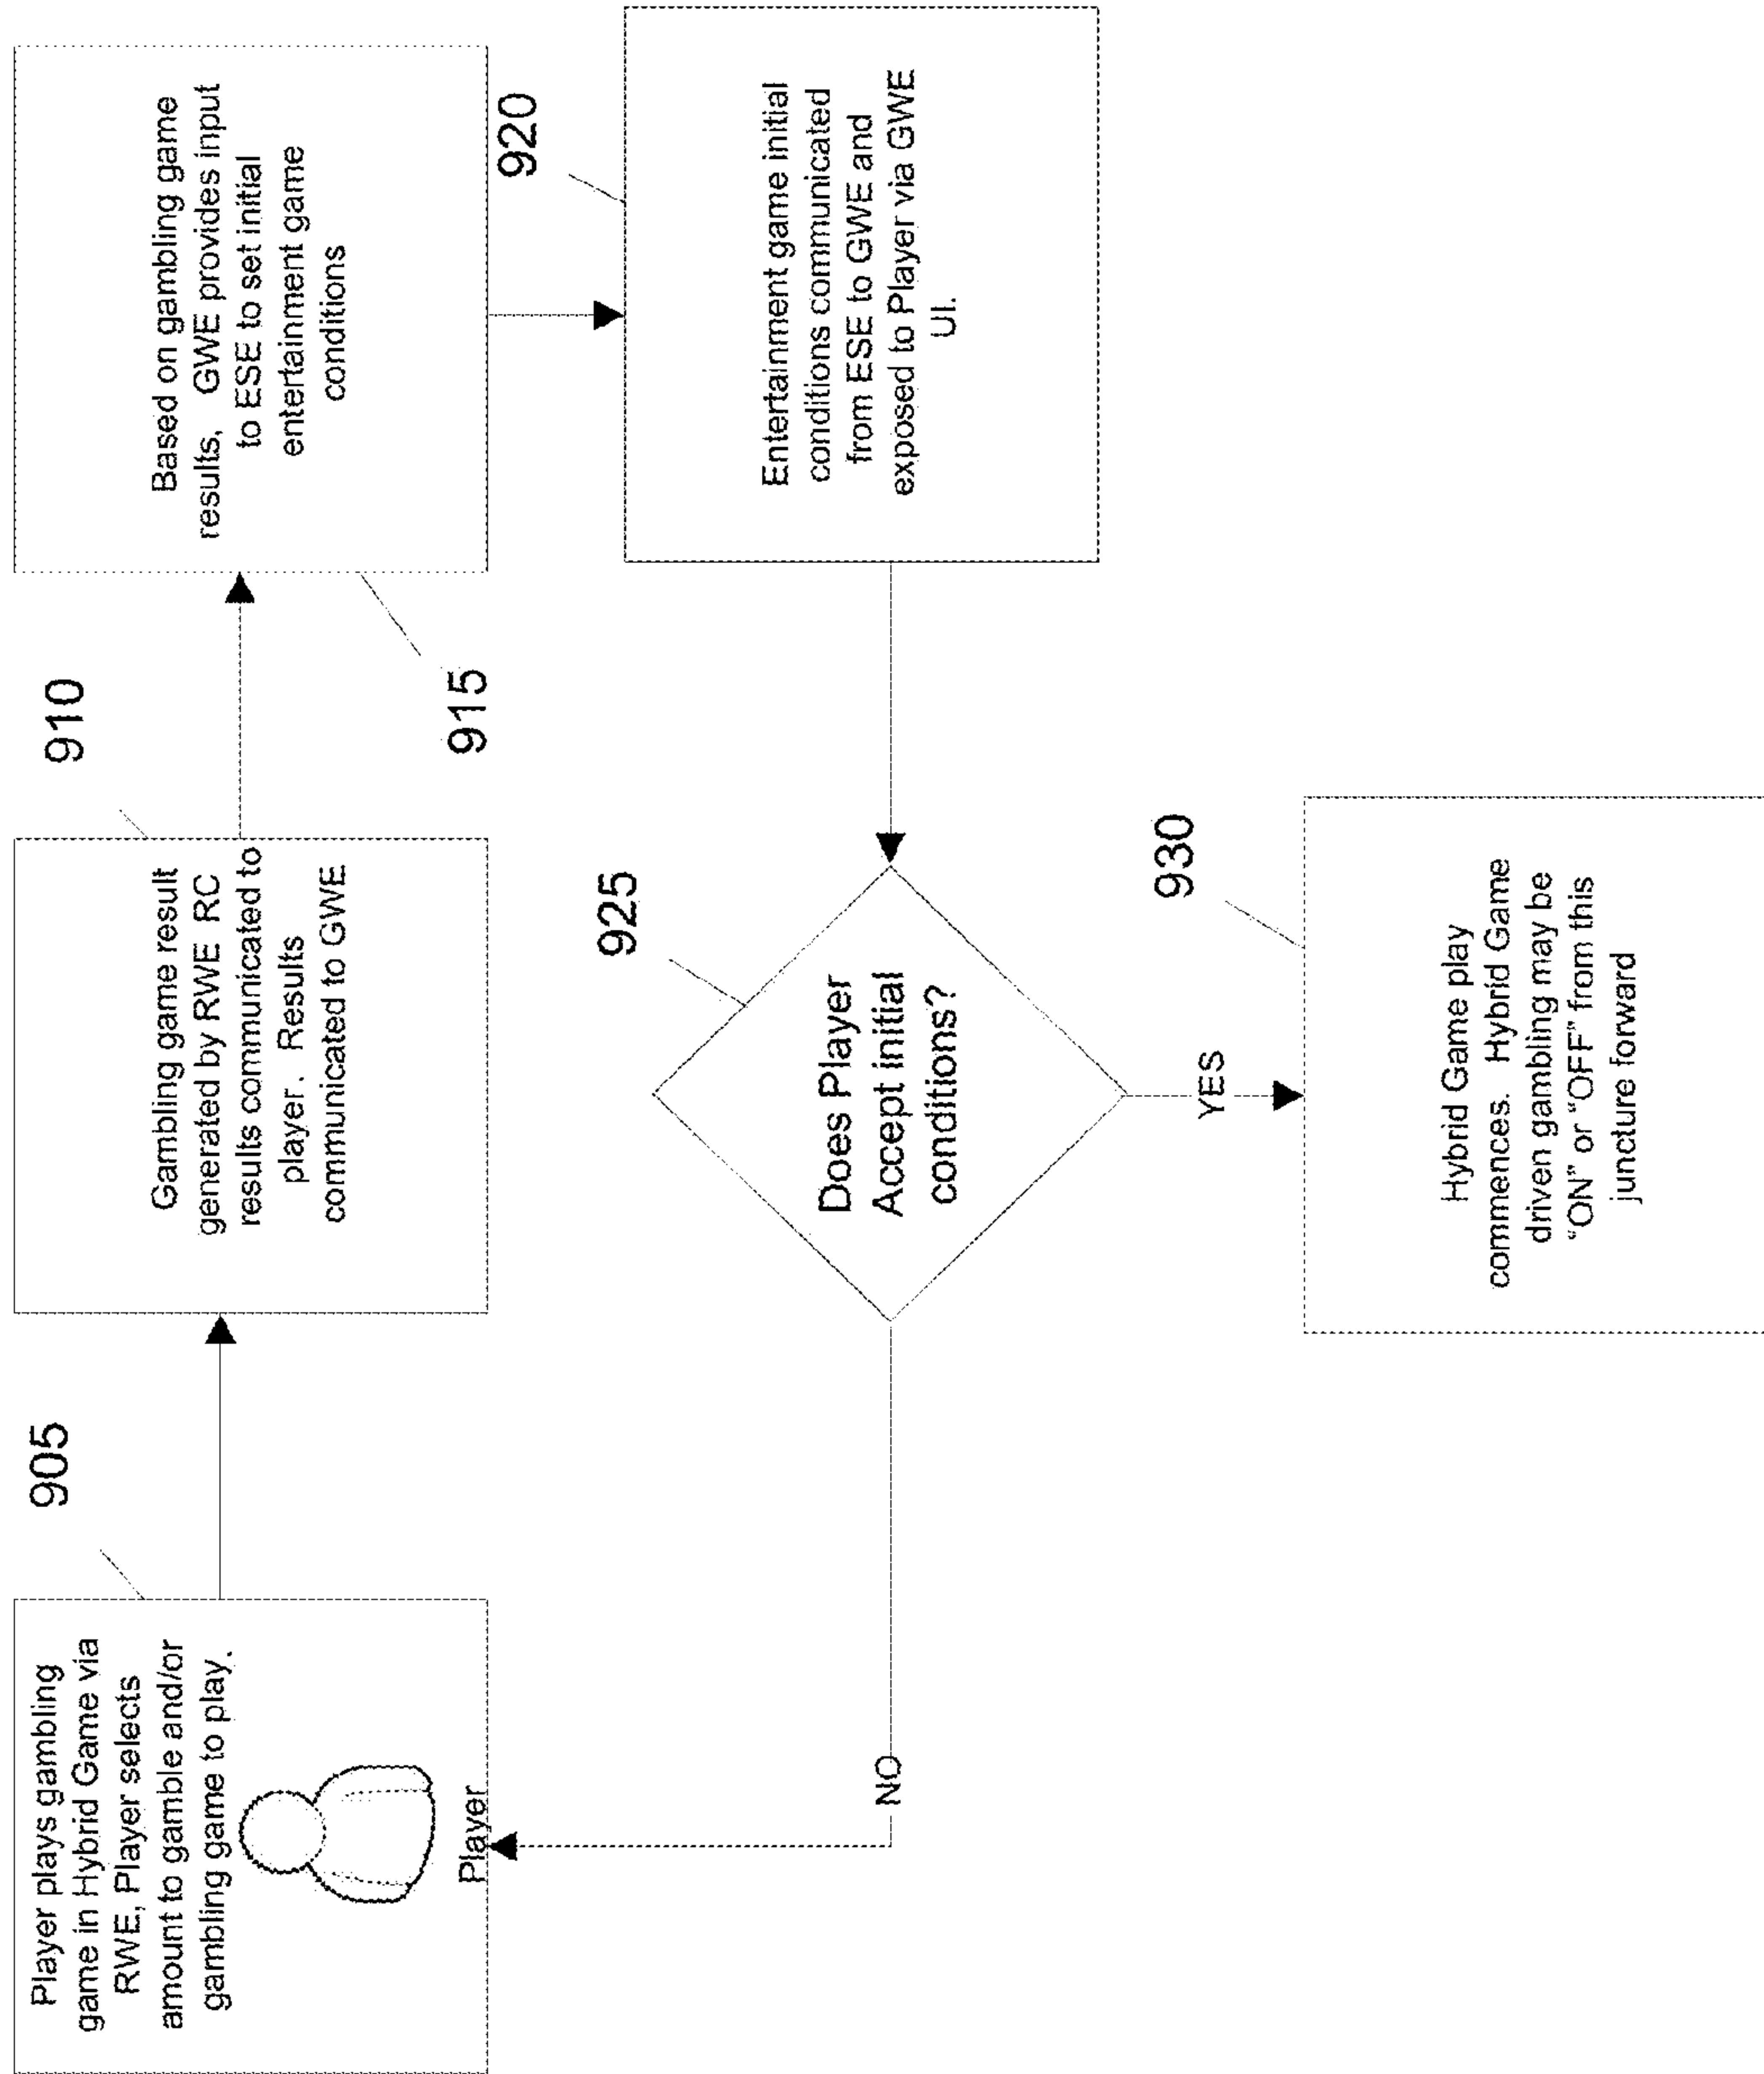 905
Player plays gambling
game in Hybrid Game via
RWE, Player selects
amount to gamble and/or
gambling game to play.
Player
910
Gambling game result
generated by RWE RC
results communicated to
player. Results
communicated to GWE
915
Based on gambling game
results, GWE provides input
to ESE to set initial
entertainment game
conditions
920
Entertainment game initial
conditions communicated
from ESE to GWE and
exposed to Player via GWE
UI.
925
Does Player
Accept initial
conditions?
NO
YES
930
Hybrid Game play
commences. Hybrid Game
driven gambling may be
"ON" or "OFF" from this
juncture forward